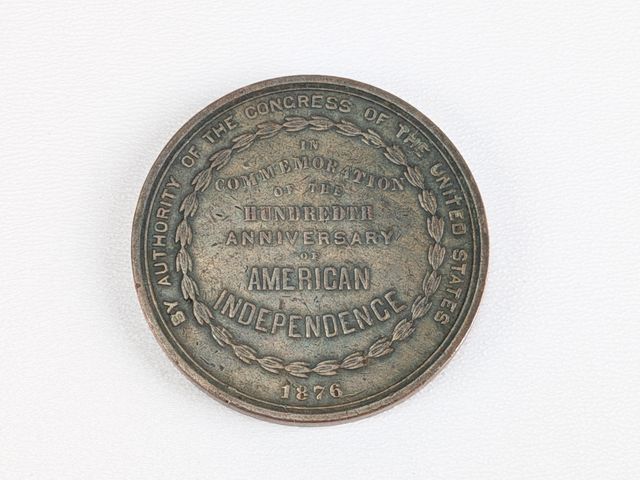 BY AUTHORITY OF THE CONGRESS OF THE UNITED STATES
IN
COMMEMORATION
OF THE
HUNDREDTH
ANNIVERSARY
OF
AMERICAN
INDEPENDENCE
1876